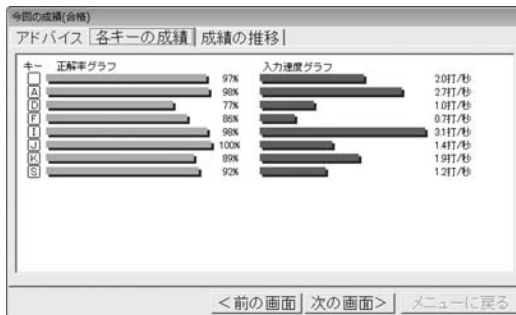 今回の成績(合格)
アドバイス 各キーの成績 成績の推移
キー 正解率グラフ 入力速度グラフ
97% 2.0打/秒
A 98% 2.7打/秒
D 77% 1.0打/秒
F 86% 0.7打/秒
I 98% 3.1打/秒
J 100% 1.4打/秒
K 89% 1.9打/秒
S 92% 1.2打/秒
<前の画面 次の画面> メニューに戻る